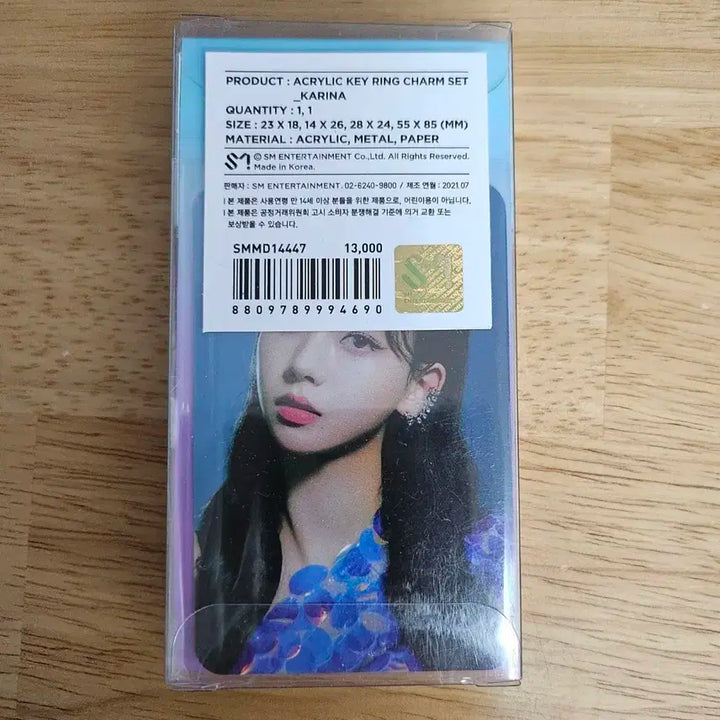 PRODUCT : ACRYLIC KEY RING CHARM SET
_KARINA
QUANTITY : 1, 1
SIZE : 23 X 18, 14 X 26, 28 X 24, 55 X 85 (MM)
MATERIAL : ACRYLIC, METAL, PAPER
SM © SM ENTERTAINMENT Co.,Ltd. All Rights Reserved.
Made in Korea.
판매자 : SM ENTERTAINMENT. 02-6240-9800 / 제조 연월 : 2021.07
| 본 제품은 사용연령 만 14세 이상 분들을 위한 제품으로, 어린이용이 아닙니다.
| 본 제품은 공정거래위원회 고시 소비자 분쟁해결 기준에 의거 교환 또는
보상받을 수 있습니다.
SMMD14447 13,000
8809789994690
SM
ENTERTAINMENT